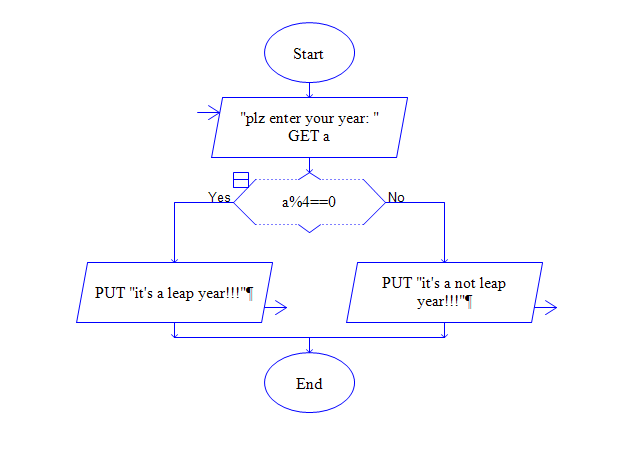 Start
"plz enter your year: "
GET a
a%4==0
Yes
No
PUT "it's a leap year!!!"¶
PUT "it's a not leap
year!!!"¶
End